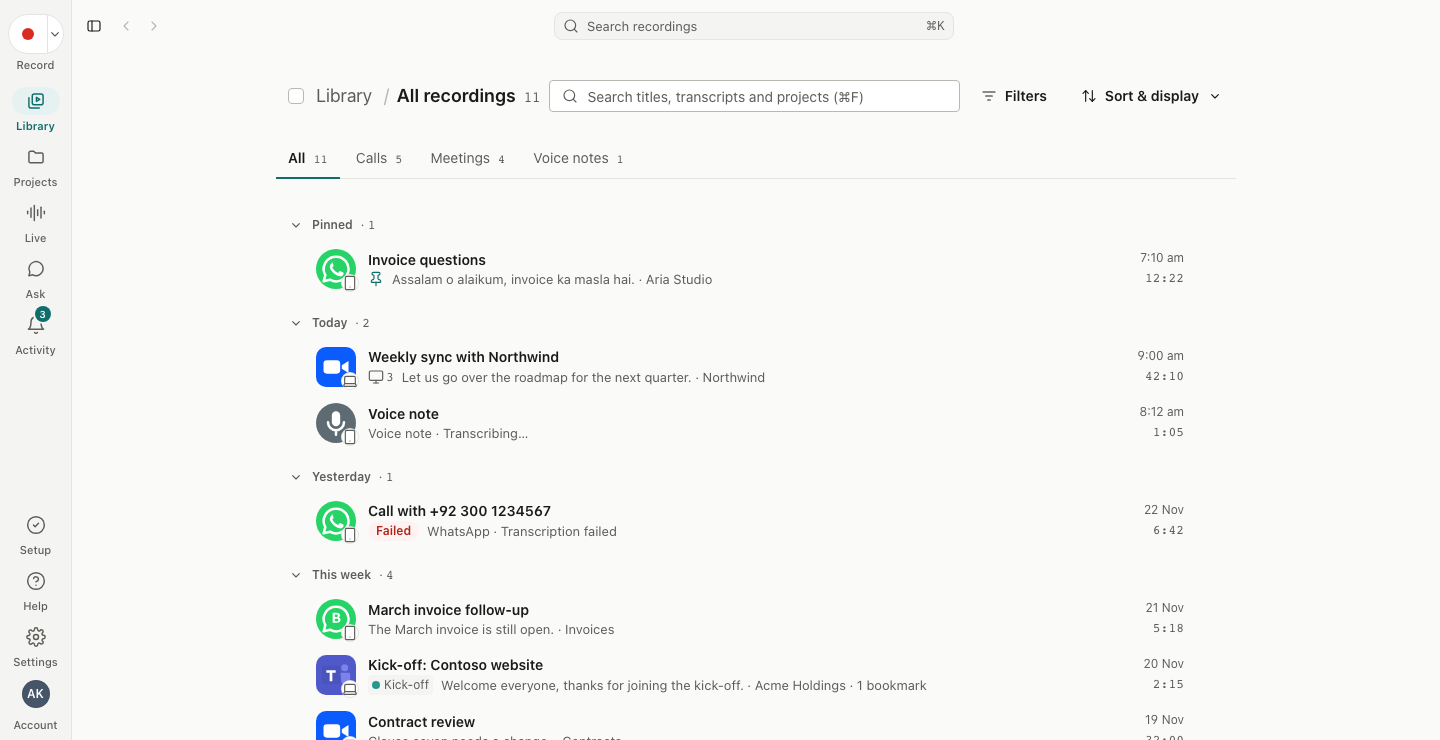 Search recordings ⌘K
Record
Library
Projects
Live
Ask
3
Activity
Setup
Help
Settings
AK
Account
Library / All recordings 11
Search titles, transcripts and projects (⌘F)
Filters
Sort & display
All 11 Calls 5 Meetings 4 Voice notes 1
Pinned · 1
Invoice questions 7:10 am
Assalam o alaikum, invoice ka masla hai. · Aria Studio 12:22
Today · 2
Weekly sync with Northwind 9:00 am
3 Let us go over the roadmap for the next quarter. · Northwind 42:10
Voice note 8:12 am
Voice note · Transcribing… 1:05
Yesterday · 1
Call with +92 300 1234567 22 Nov
Failed WhatsApp · Transcription failed 6:42
This week · 4
B
March invoice follow-up 21 Nov
The March invoice is still open. · Invoices 5:18
T
Kick-off: Contoso website 20 Nov
Kick-off Welcome everyone, thanks for joining the kick-off. · Acme Holdings · 1 bookmark 2:15
Contract review 19 Nov